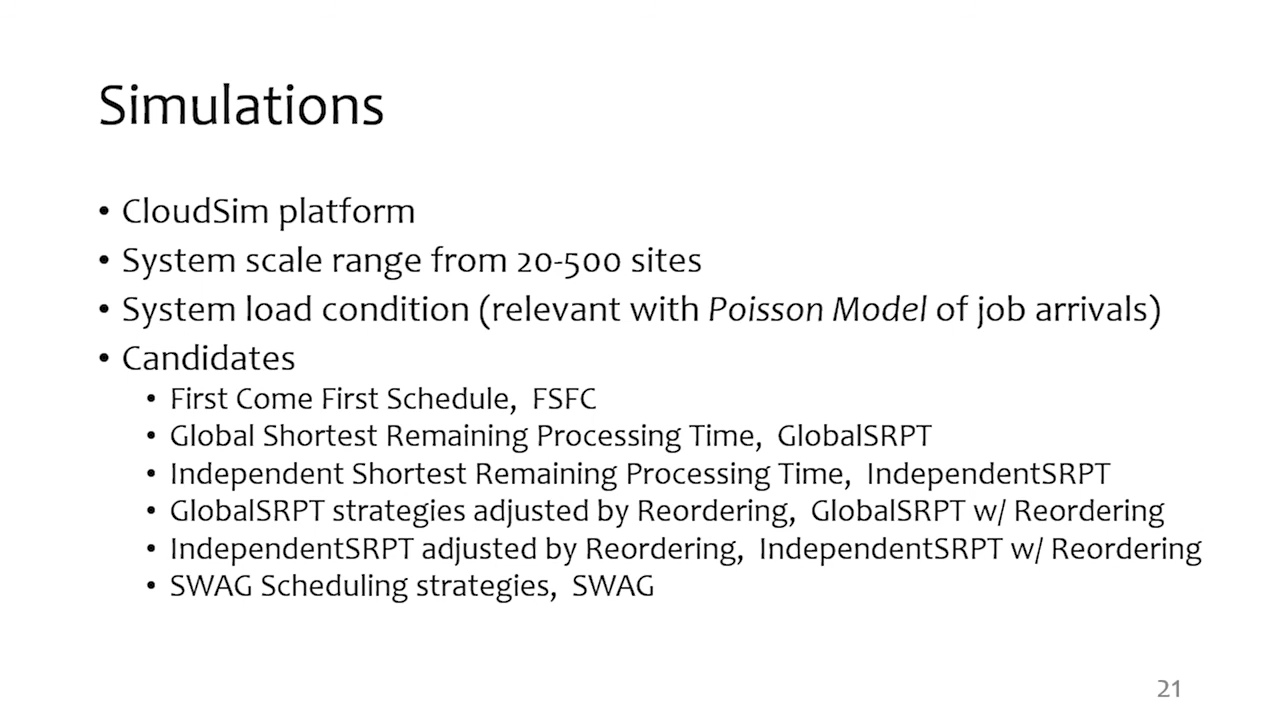 Simulations
• CloudSim platform
• System scale range from 20-500 sites
• System load condition (relevant with Poisson Model of job arrivals)
• Candidates
• First Come First Schedule, FSFC
• Global Shortest Remaining Processing Time, GlobalSRPT
• Independent Shortest Remaining Processing Time, IndependentSRPT
• GlobalSRPT strategies adjusted by Reordering, GlobalSRPT w/ Reordering
• IndependentSRPT adjusted by Reordering, IndependentSRPT w/ Reordering
• SWAG Scheduling strategies, SWAG
21